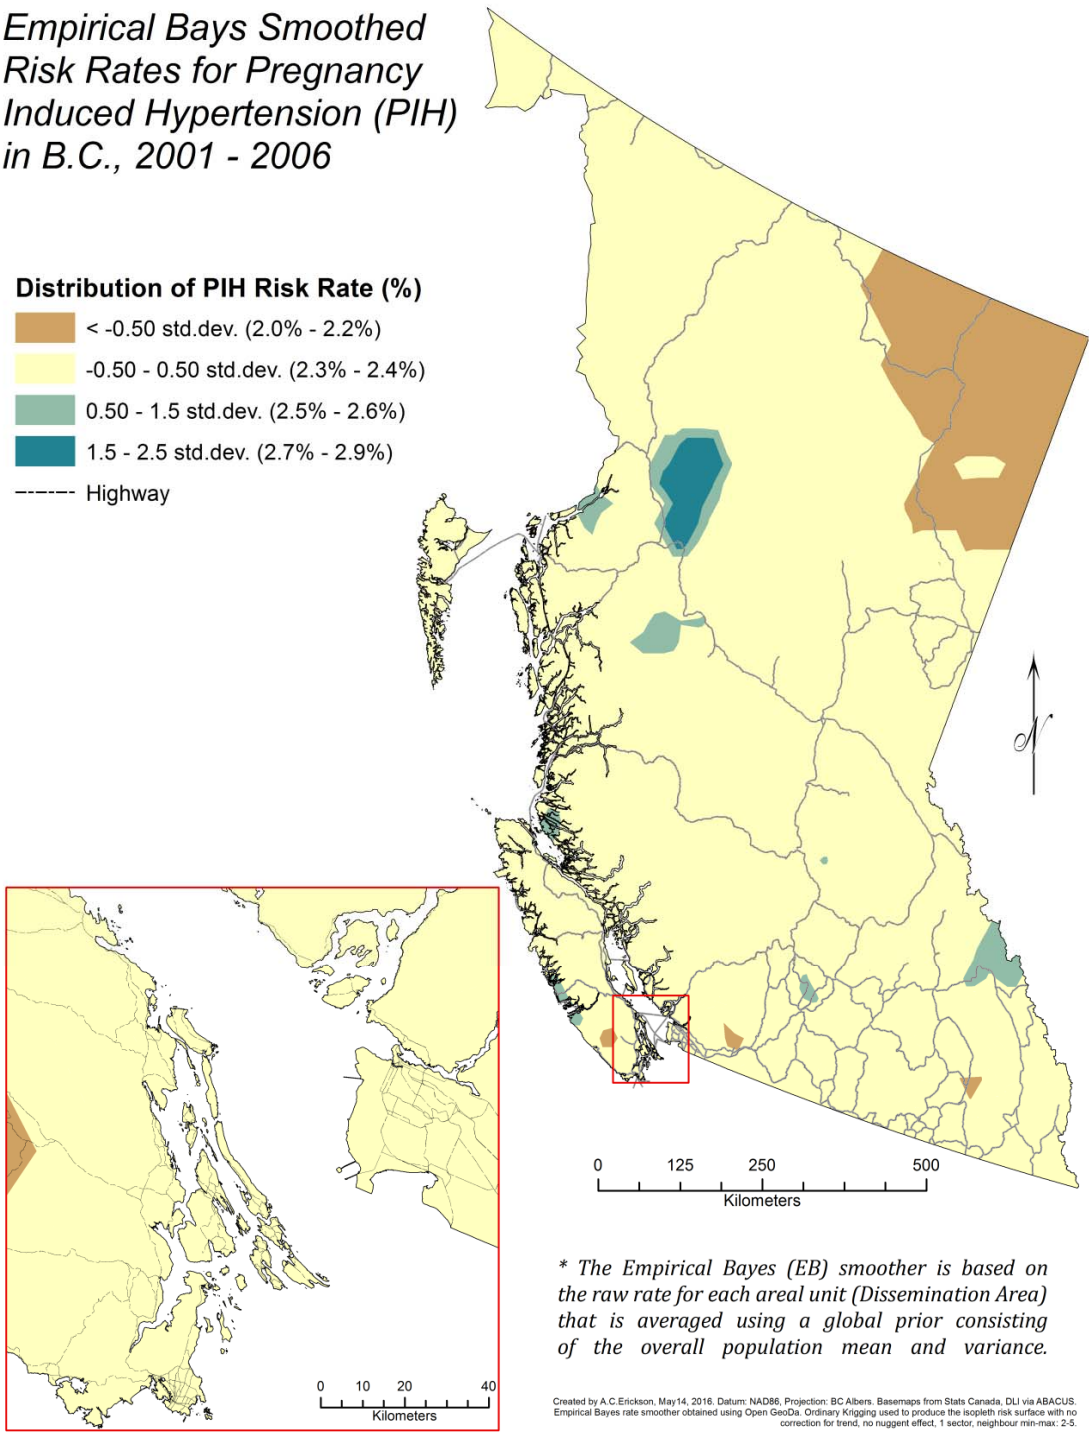 Empirical Bays Smoothed
Risk Rates for Pregnancy
Induced Hypertension (PIH)
in B.C., 2001 - 2006
Distribution of PIH Risk Rate (%)
< -0.50 std.dev. (2.0% - 2.2%)
-0.50 - 0.50 std.dev. (2.3% - 2.4%)
0.50 - 1.5 std.dev. (2.5% - 2.6%)
1.5 - 2.5 std.dev. (2.7% - 2.9%)
Highway
N
0 125 250 500
Kilometers
* The Empirical Bayes (EB) smoother is based on
the raw rate for each areal unit (Dissemination Area)
that is averaged using a global prior consisting
of the overall population mean and variance.
0 10 20 40
Kilometers
Created by A.C.Erickson, May14, 2016. Datum: NAD86, Projection: BC Albers. Basemaps from Stats Canada, DLI via ABACUS.
Empirical Bayes rate smoother obtained using Open GeoDa. Ordinary Krigging used to produce the isopleth risk surface with no
correction for trend, no nuggent effect, 1 sector, neighbour min-max: 2-5.